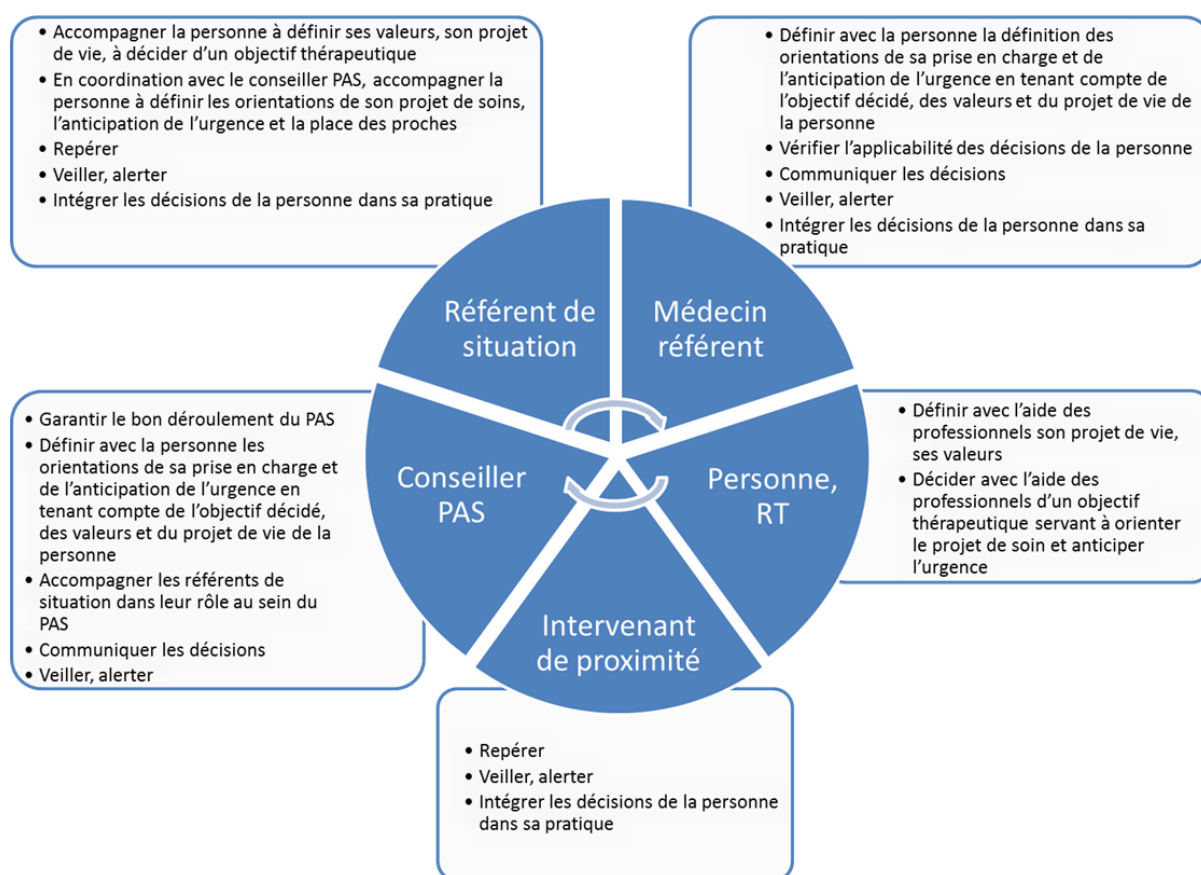 • Accompagner la personne à définir ses valeurs, son projet
de vie, à décider d'un objectif thérapeutique
• En coordination avec le conseiller PAS, accompagner la
personne à définir les orientations de son projet de soins,
l'anticipation de l'urgence et la place des proches
• Repérer
• Veiller, alerter
• Intégrer les décisions de la personne dans sa pratique
• Définir avec la personne la définition des
orientations de sa prise en charge et de
l'anticipation de l'urgence en tenant compte de
l'objectif décidé, des valeurs et du projet de vie de
la personne
• Vérifier l'applicabilité des décisions de la personne
• Communiquer les décisions
• Veiller, alerter
• Intégrer les décisions de la personne dans sa
pratique
Référent de
situation
Médecin
référent
• Garantir le bon déroulement du PAS
• Définir avec la personne les
orientations de sa prise en charge et
de l'anticipation de l'urgence en
tenant compte de l'objectif décidé,
des valeurs et du projet de vie de la
personne
• Accompagner les référents de
situation dans leur rôle au sein du
PAS
• Communiquer les décisions
• Veiller, alerter
Conseiller
PAS
Personne,
RT
• Définir avec l'aide des
professionnels son projet de vie,
ses valeurs
• Décider avec l'aide des
professionnels d'un objectif
thérapeutique servant à orienter
le projet de soin et anticiper
l'urgence
Intervenant
de proximité
• Repérer
• Veiller, alerter
• Intégrer les décisions de la personne
dans sa pratique